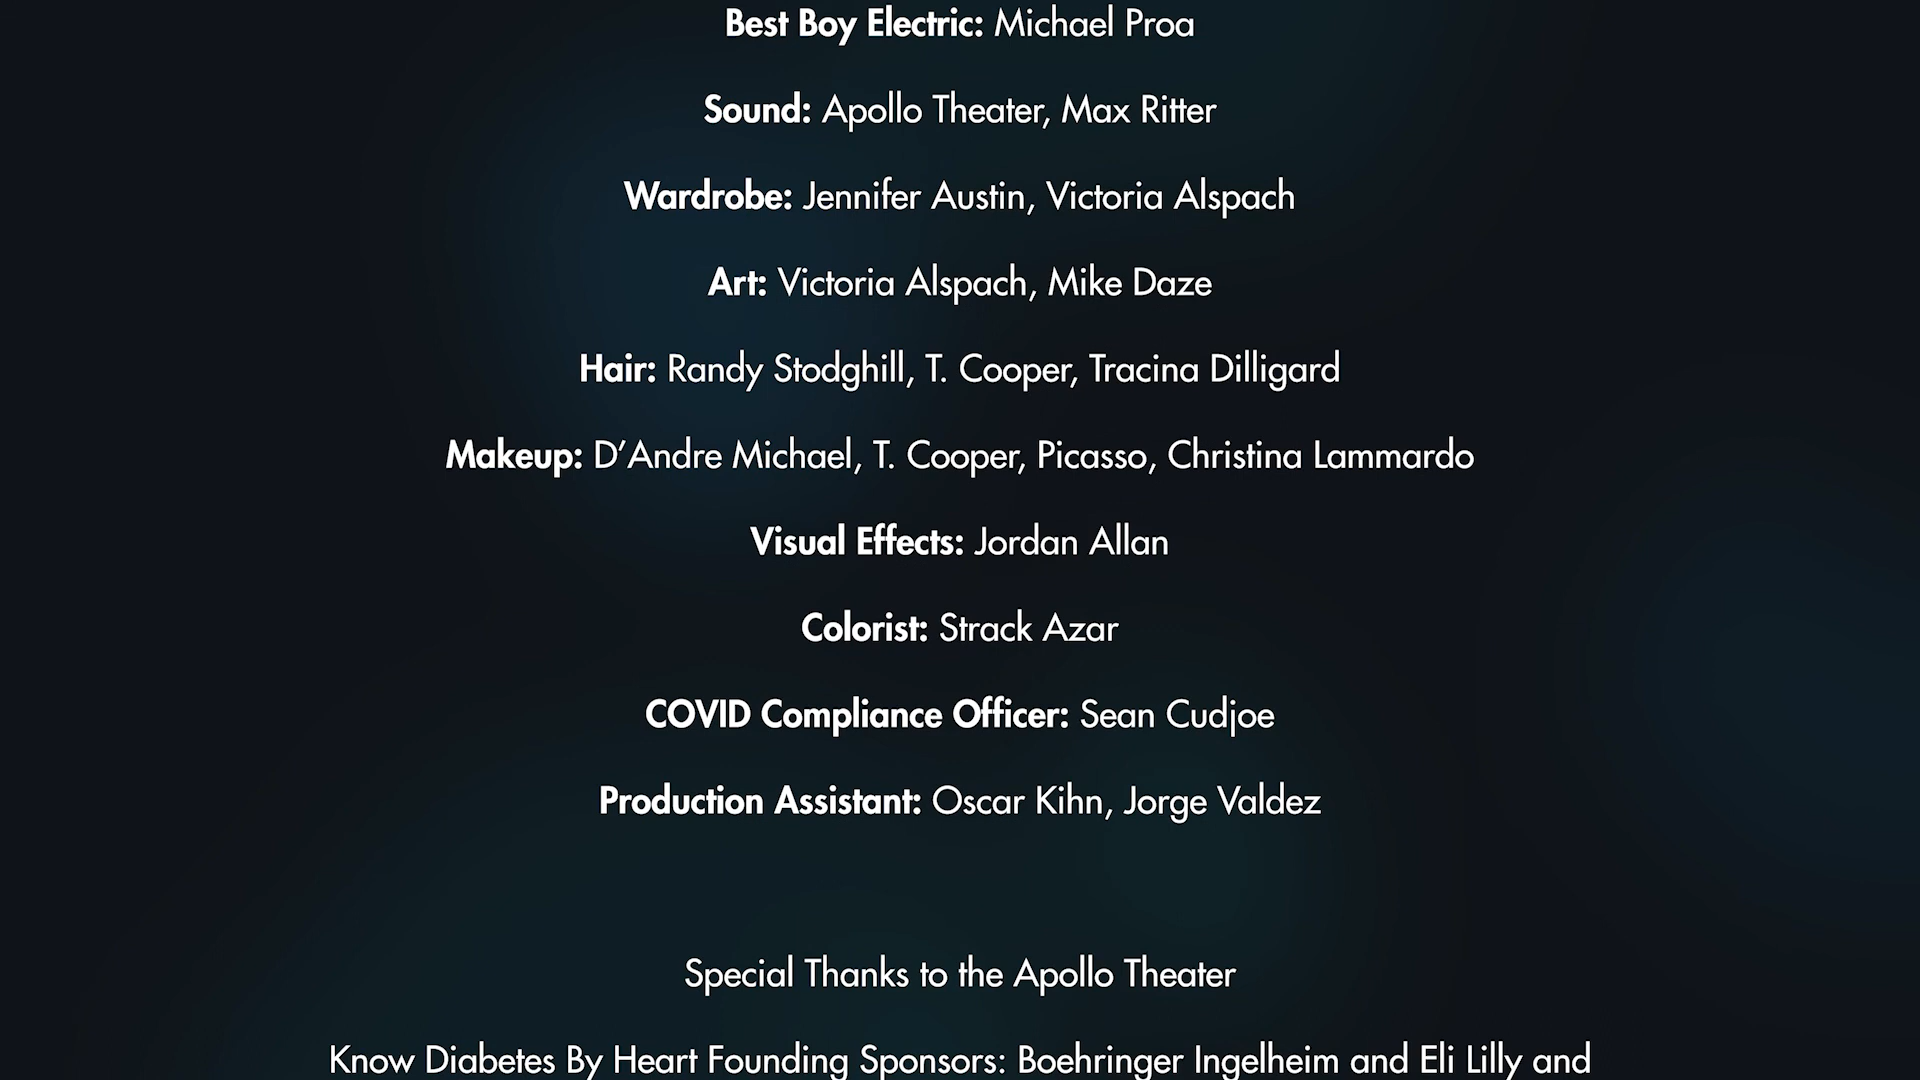 Best Boy Electric: Michael Proa
Sound: Apollo Theater, Max Ritter
Wardrobe: Jennifer Austin, Victoria Alspach
Art: Victoria Alspach, Mike Daze
Hair: Randy Stodghill, T. Cooper, Tracina Dilligard
Makeup: D’Andre Michael, T. Cooper, Picasso, Christina Lammardo
Visual Effects: Jordan Allan
Colorist: Strack Azar
COVID Compliance Officer: Sean Cudjoe
Production Assistant: Oscar Kihn, Jorge Valdez
Special Thanks to the Apollo Theater
Know Diabetes By Heart Founding Sponsors: Boehringer Ingelheim and Eli Lilly and